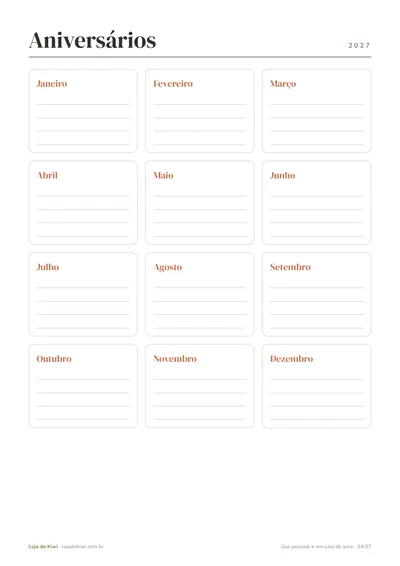 Aniversários
2027
Janeiro
Fevereiro
Março
Abril
Maio
Junho
Julho
Agosto
Setembro
Outubro
Novembro
Dezembro
Loja do Kiwi · lojadokiwi.com.br
Uso pessoal e em sala de aula · 34/37